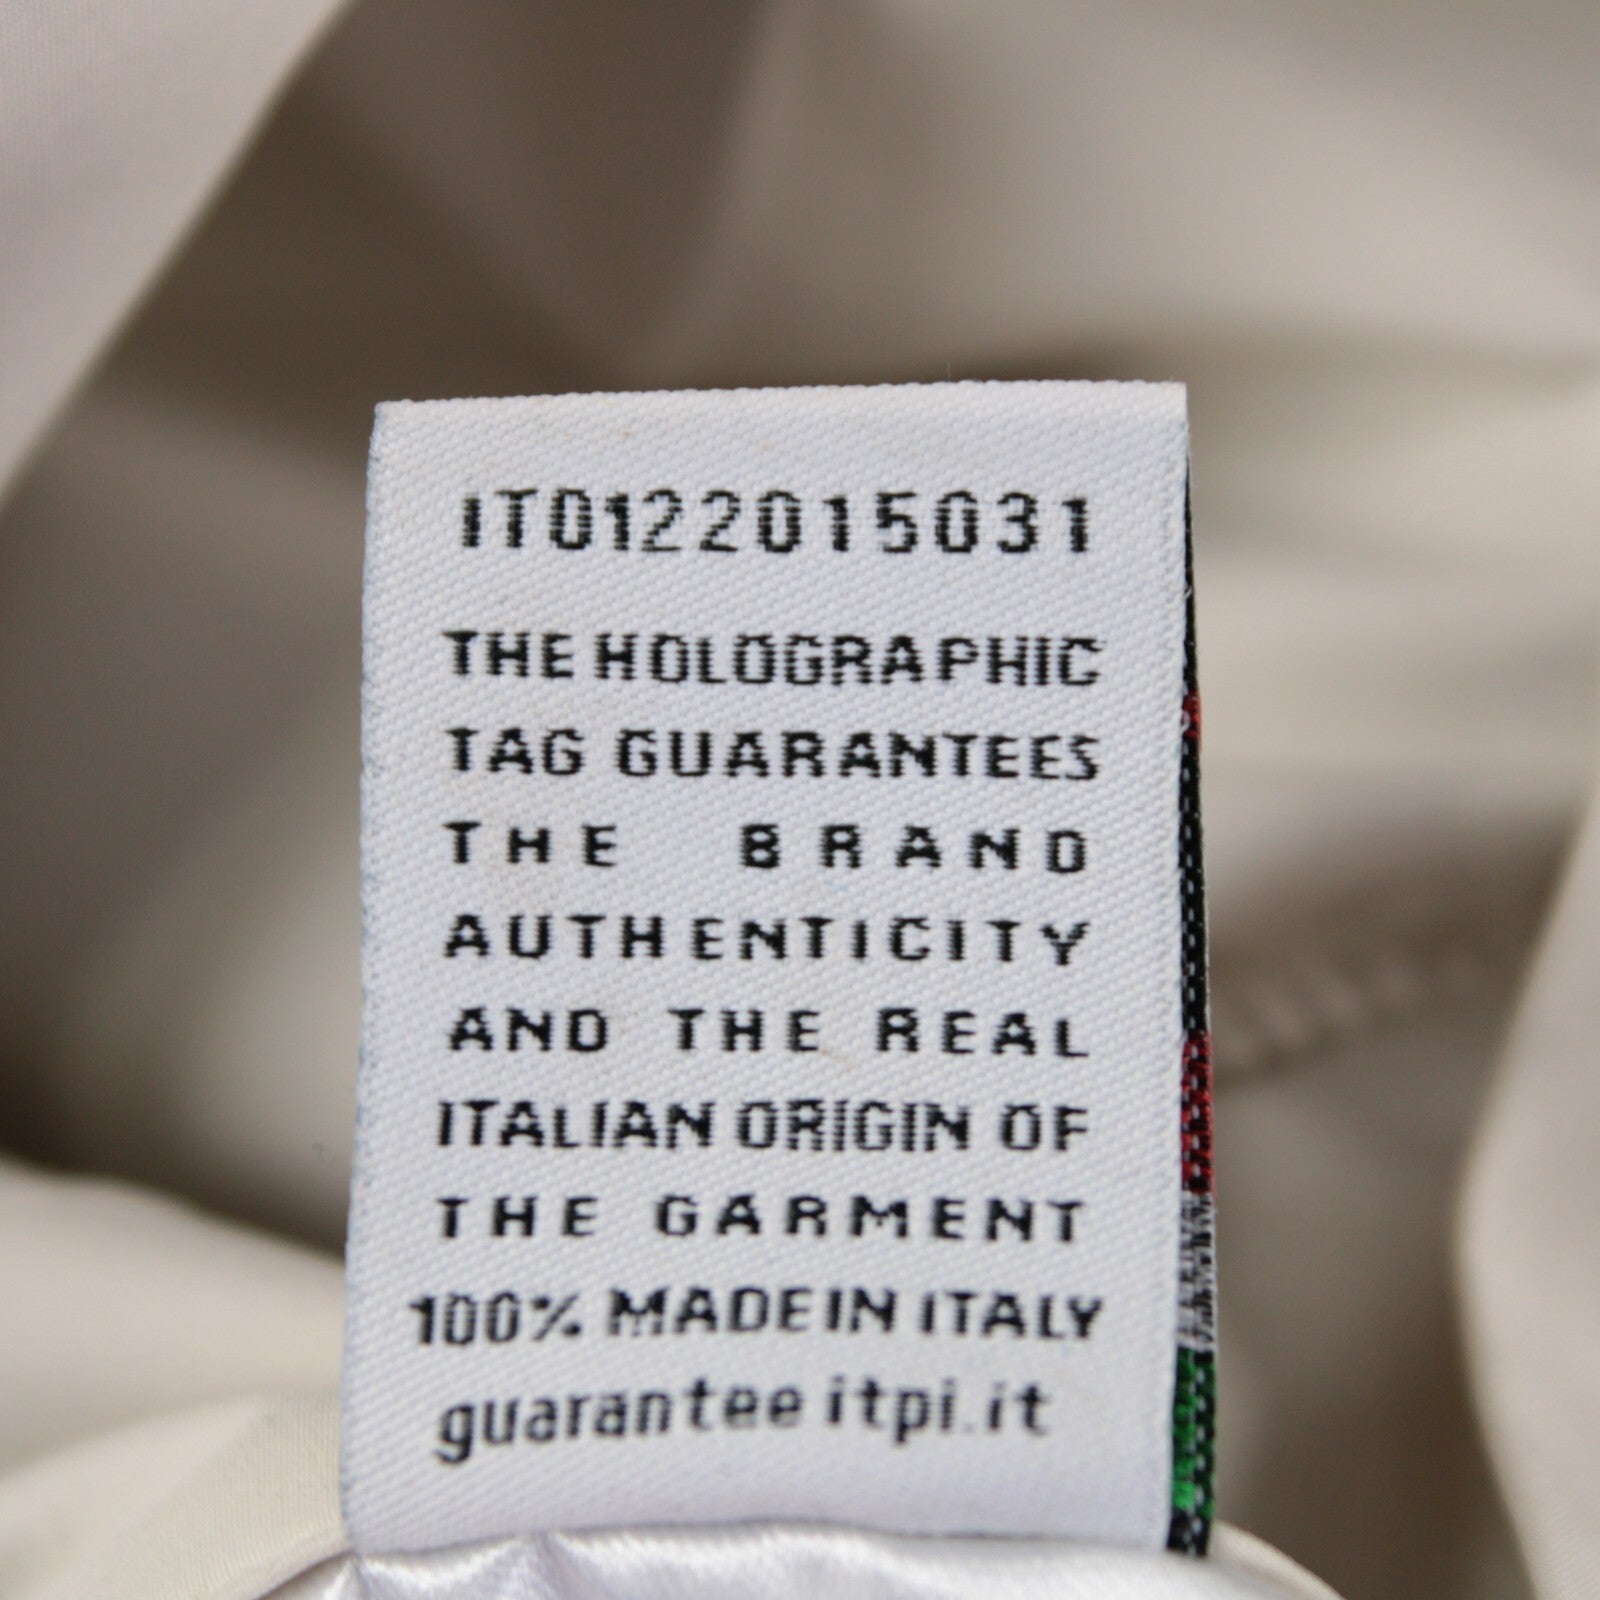 IT0122015031
THE HOLOGRAPHIC
TAG GUARANTEES
THE BRAND
AUTHENTICITY
AND THE REAL
ITALIAN ORIGIN OF
THE GARMENT
100% MADE IN ITALY
guarantee itpi.it